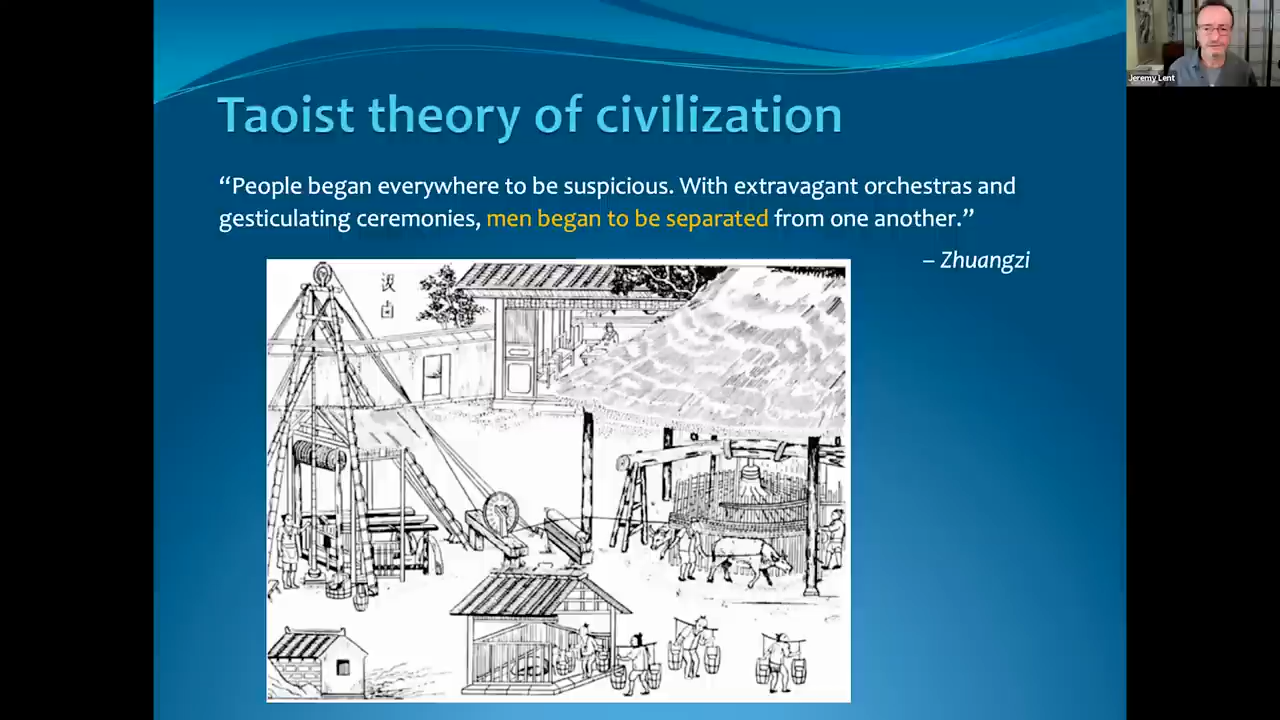 Jeremy Lent
Taoist theory of civilization
“People began everywhere to be suspicious. With extravagant orchestras and
gesticulating ceremonies, men began to be separated from one another.”
– Zhuangzi